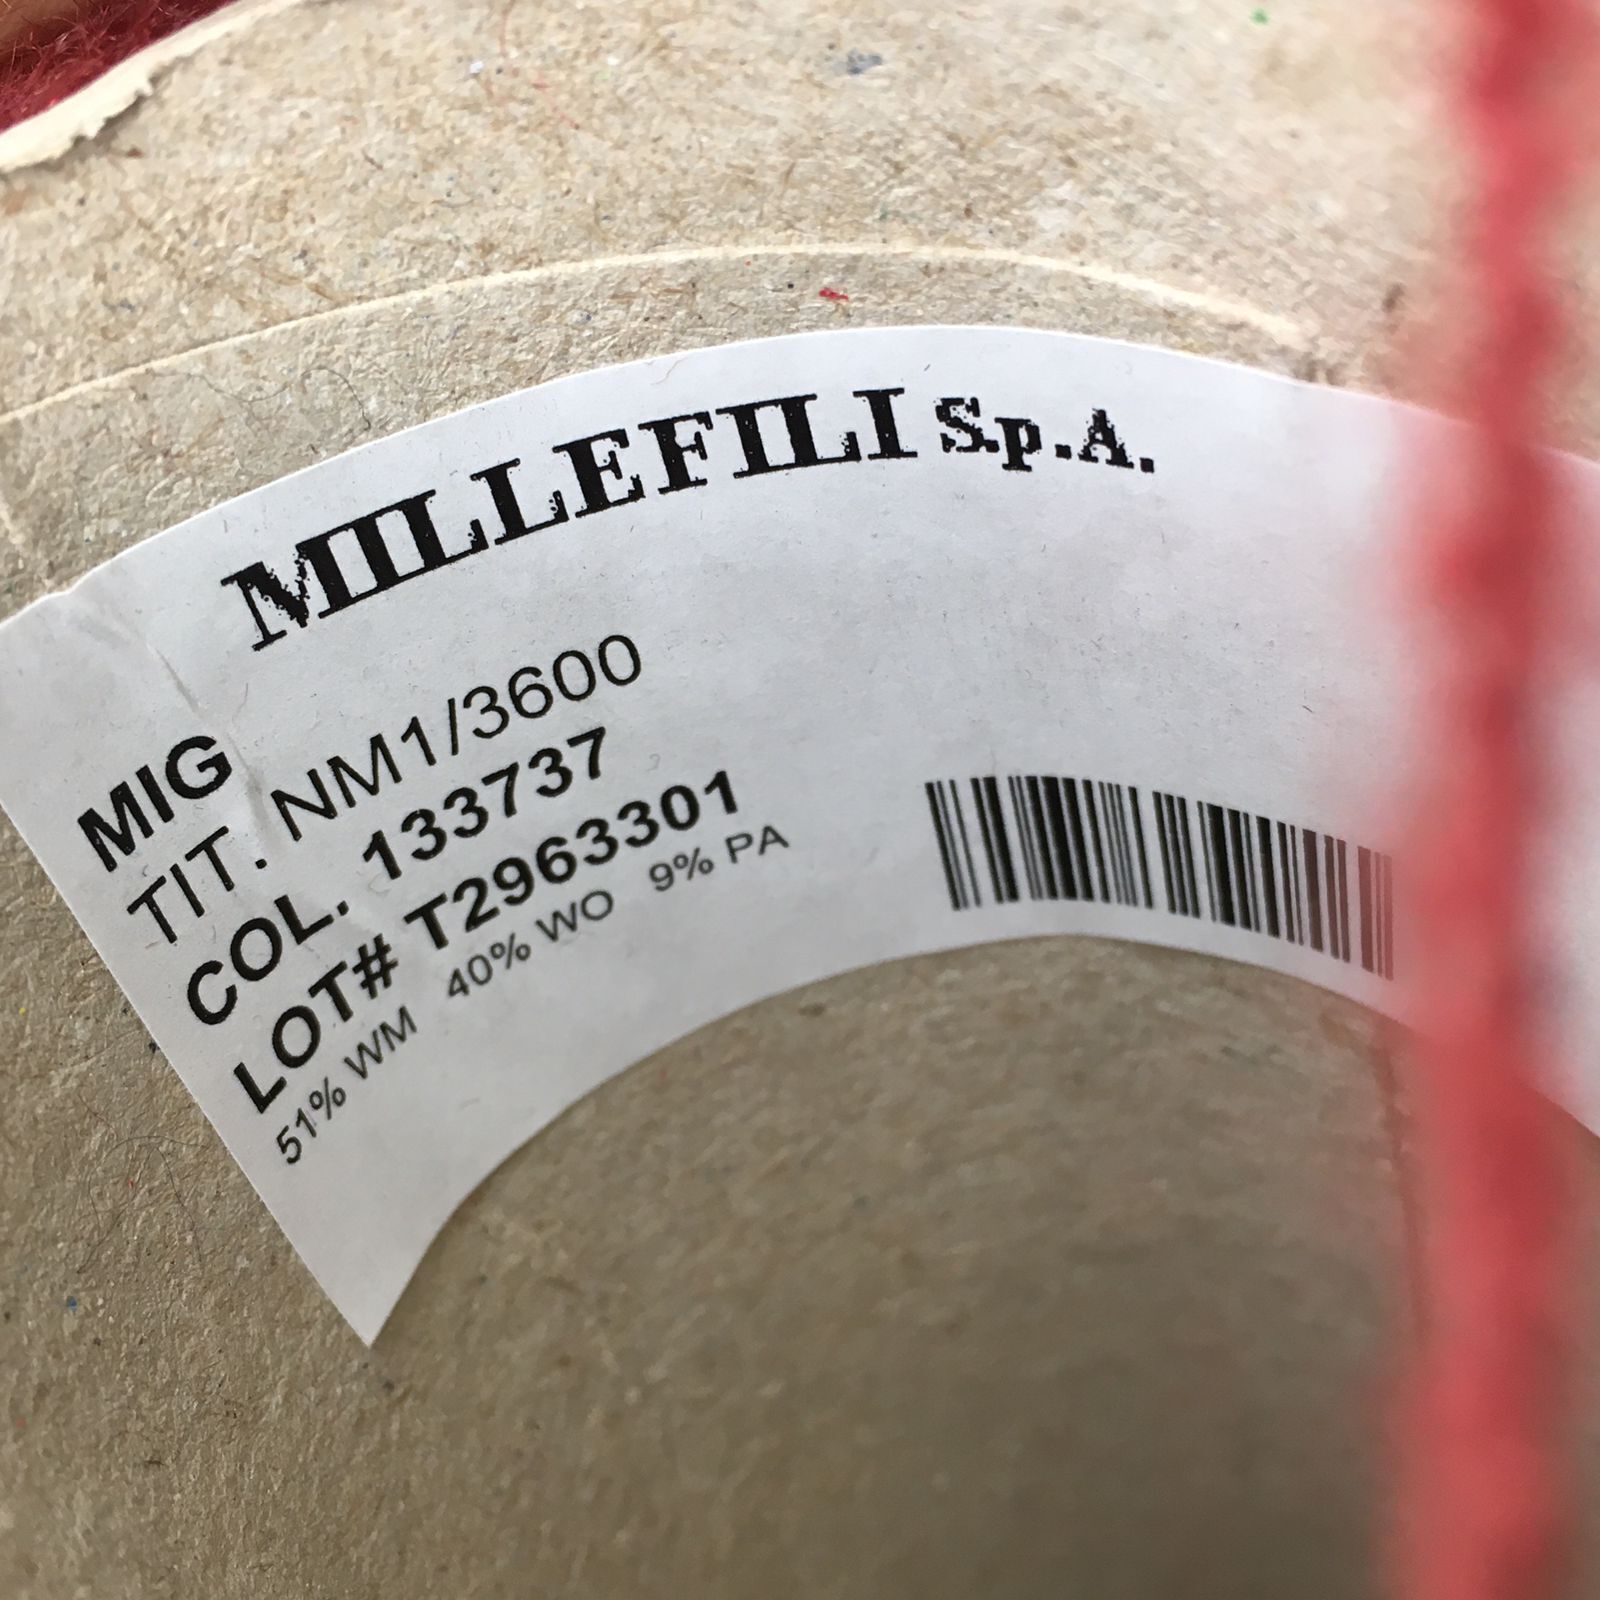 MILLEFILI S.p.A.
MIG
TIT. NM1/3600
COL. 133737
LOT# T2963301
51% WM 40% WO 9% PA